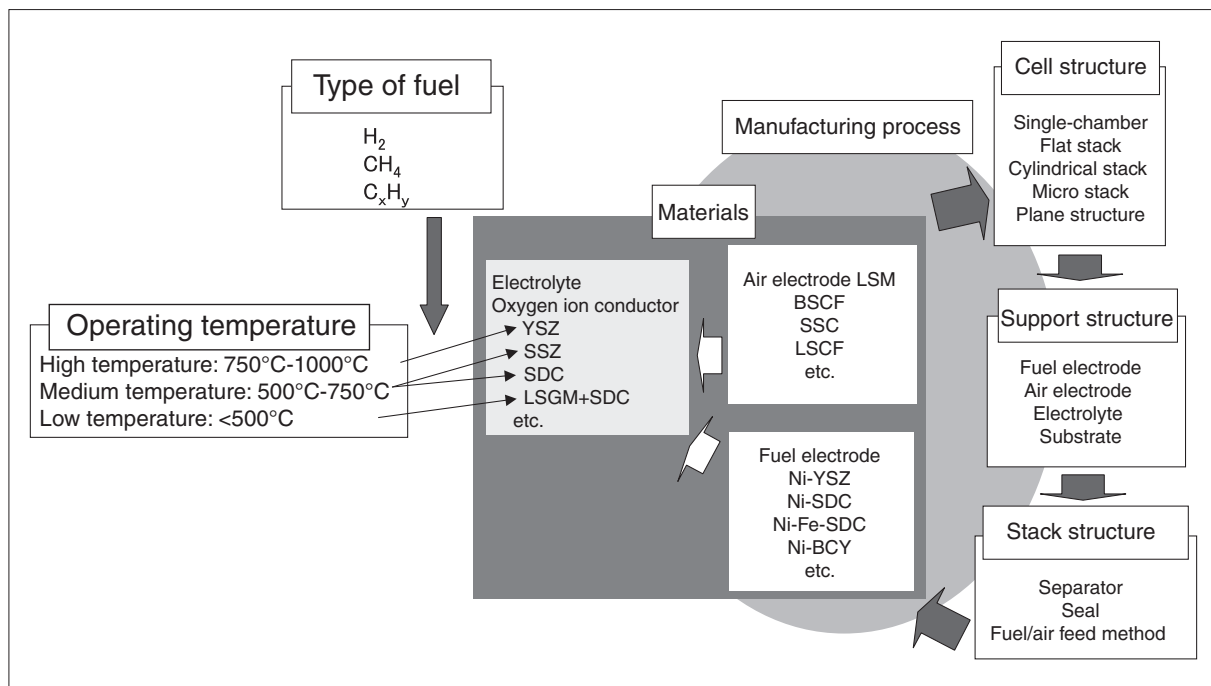 Type of fuel
H₂
CH₄
CₓHᵧ
Operating temperature
High temperature: 750°C-1000°C
Medium temperature: 500°C-750°C
Low temperature: <500°C
Manufacturing process
Materials
Electrolyte
Oxygen ion conductor
YSZ
SSZ
SDC
LSGM+SDC
etc.
Air electrode LSM
BSCF
SSC
LSCF
etc.
Fuel electrode
Ni-YSZ
Ni-SDC
Ni-Fe-SDC
Ni-BCY
etc.
Cell structure
Single-chamber
Flat stack
Cylindrical stack
Micro stack
Plane structure
Support structure
Fuel electrode
Air electrode
Electrolyte
Substrate
Stack structure
Separator
Seal
Fuel/air feed method